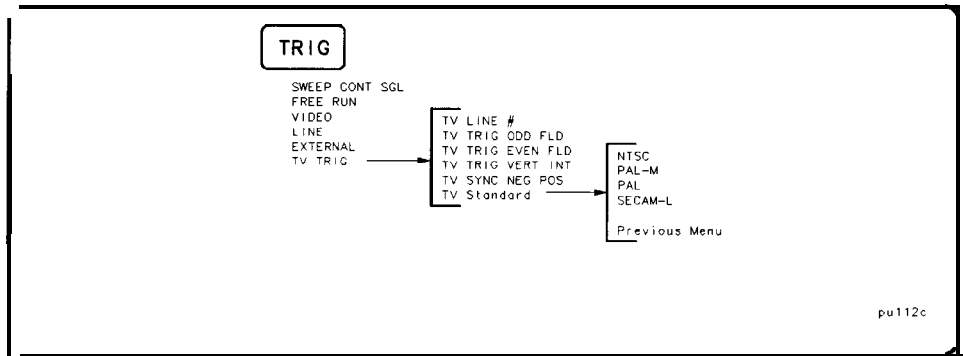 TRIG
SWEEP CONT SGL
FREE RUN
VIDEO
LINE
EXTERNAL
TV TRIG
TV LINE #
TV TRIG ODD FLD
TV TRIG EVEN FLD
TV TRIG VERT INT
TV SYNC NEG POS
TV Standard
NTSC
PAL-M
PAL
SECAM-L
Previous Menu
pu112c